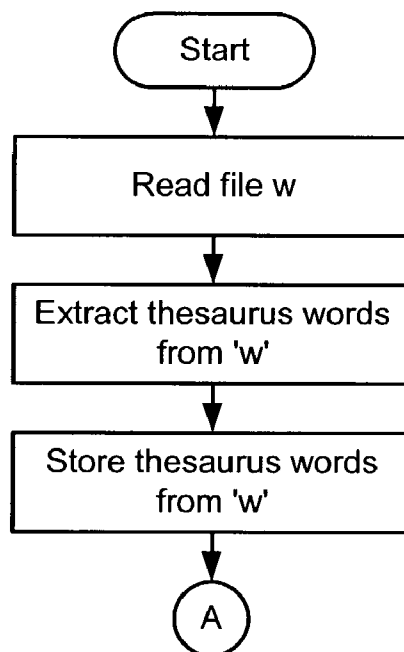 Start
Read file w
Extract thesaurus words
from 'w'
Store thesaurus words
from 'w'
A